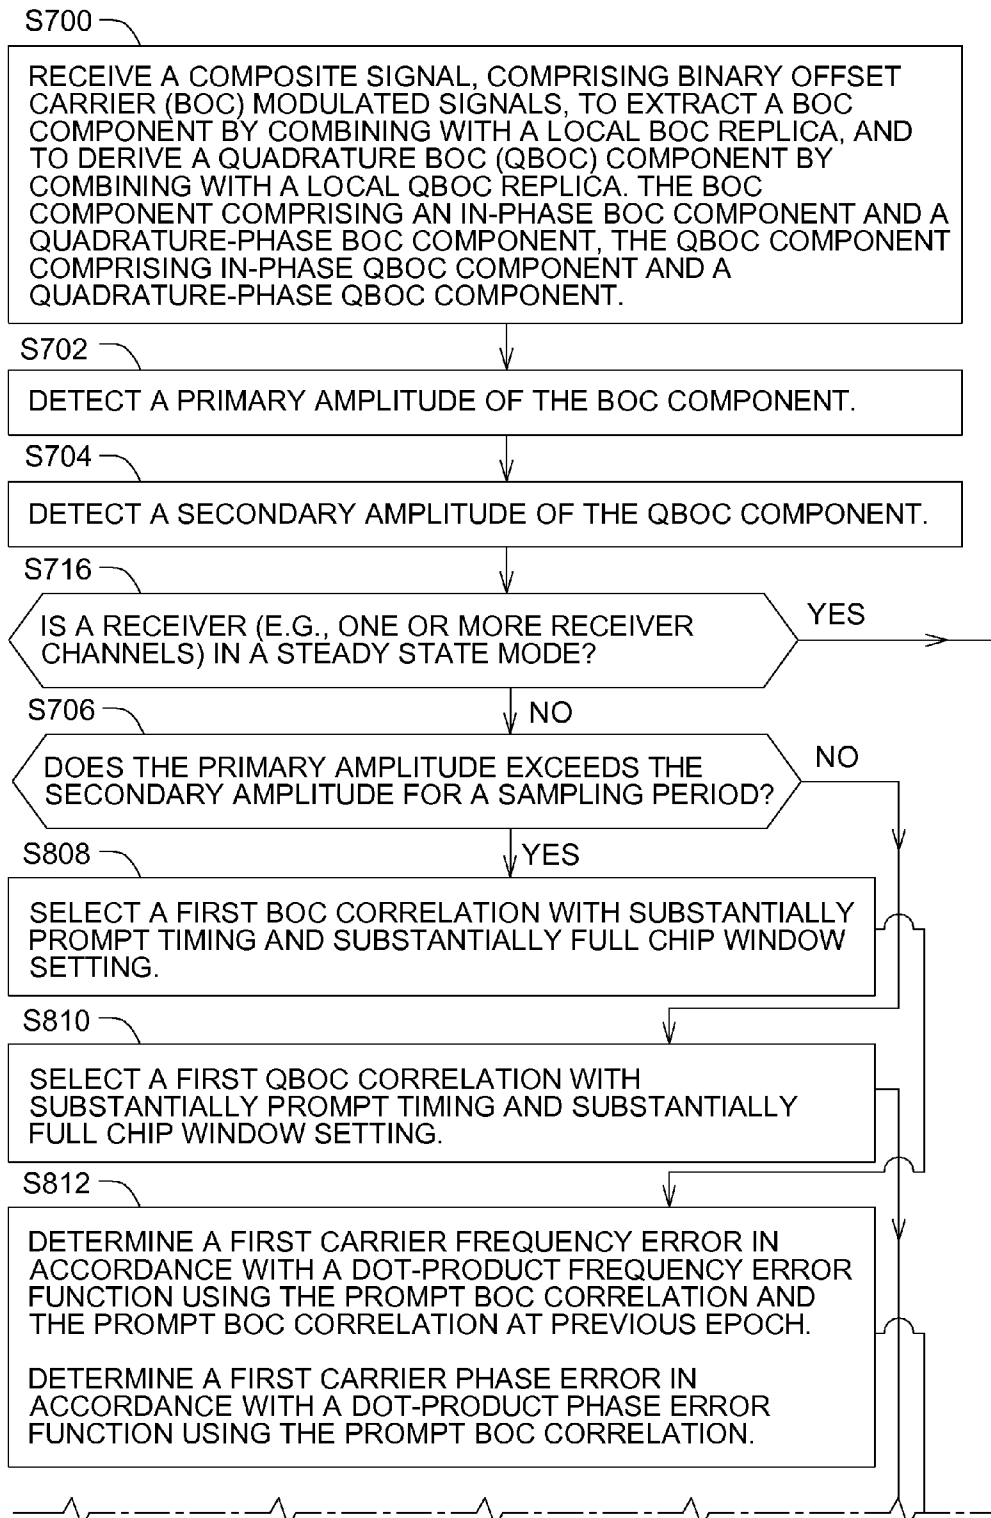 S700
RECEIVE A COMPOSITE SIGNAL, COMPRISING BINARY OFFSET
CARRIER (BOC) MODULATED SIGNALS, TO EXTRACT A BOC
COMPONENT BY COMBINING WITH A LOCAL BOC REPLICA, AND
TO DERIVE A QUADRATURE BOC (QBOC) COMPONENT BY
COMBINING WITH A LOCAL QBOC REPLICA. THE BOC
COMPONENT COMPRISING AN IN-PHASE BOC COMPONENT AND A
QUADRATURE-PHASE BOC COMPONENT, THE QBOC COMPONENT
COMPRISING IN-PHASE QBOC COMPONENT AND A
QUADRATURE-PHASE QBOC COMPONENT.
S702
DETECT A PRIMARY AMPLITUDE OF THE BOC COMPONENT.
S704
DETECT A SECONDARY AMPLITUDE OF THE QBOC COMPONENT.
S716
IS A RECEIVER (E.G., ONE OR MORE RECEIVER
CHANNELS) IN A STEADY STATE MODE?
YES
NO
S706
DOES THE PRIMARY AMPLITUDE EXCEEDS THE
SECONDARY AMPLITUDE FOR A SAMPLING PERIOD?
NO
YES
S808
SELECT A FIRST BOC CORRELATION WITH SUBSTANTIALLY
PROMPT TIMING AND SUBSTANTIALLY FULL CHIP WINDOW
SETTING.
S810
SELECT A FIRST QBOC CORRELATION WITH
SUBSTANTIALLY PROMPT TIMING AND SUBSTANTIALLY
FULL CHIP WINDOW SETTING.
S812
DETERMINE A FIRST CARRIER FREQUENCY ERROR IN
ACCORDANCE WITH A DOT-PRODUCT FREQUENCY ERROR
FUNCTION USING THE PROMPT BOC CORRELATION AND
THE PROMPT BOC CORRELATION AT PREVIOUS EPOCH.
DETERMINE A FIRST CARRIER PHASE ERROR IN
ACCORDANCE WITH A DOT-PRODUCT PHASE ERROR
FUNCTION USING THE PROMPT BOC CORRELATION.